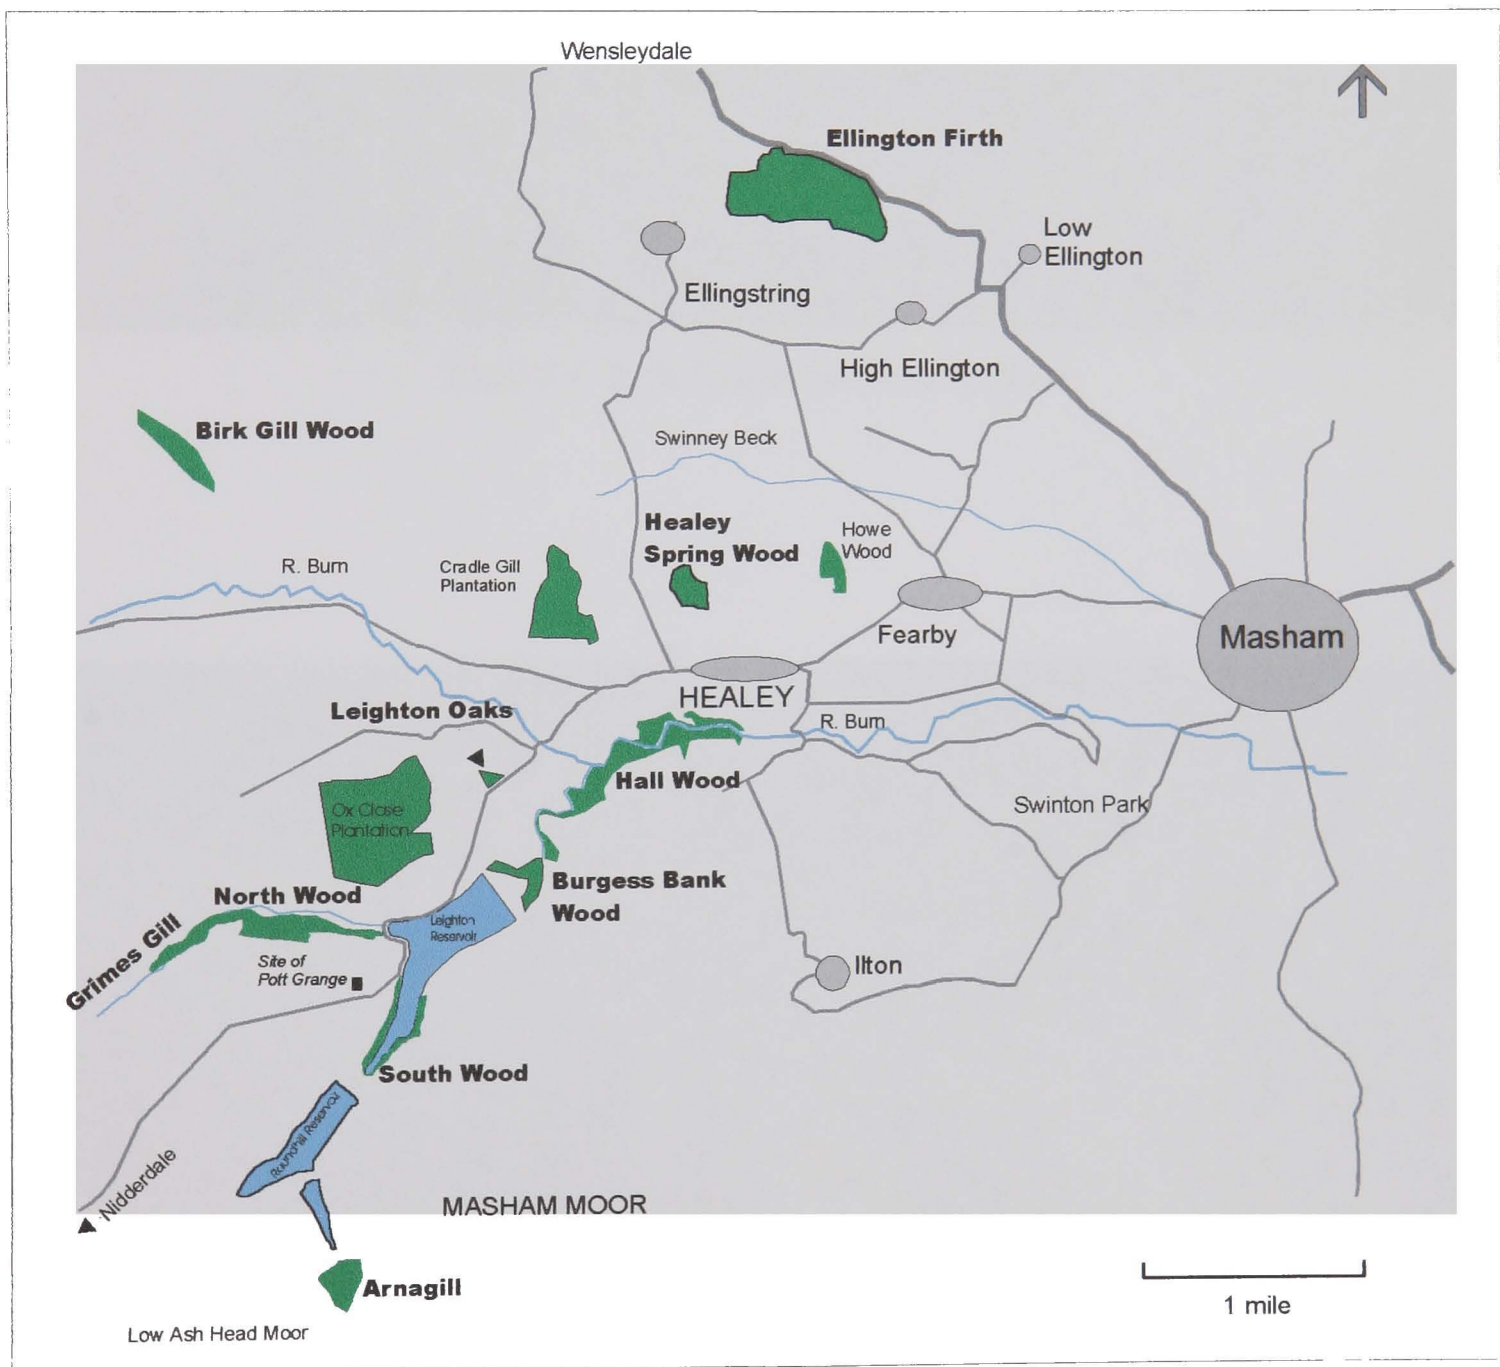 Wensleydale
Ellington Firth
Low
Ellington
Ellingstring
High Ellington
Birk Gill Wood
Swinney Beck
Healey
Spring Wood
Howe
Wood
R. Burn
Cradle Gill
Plantation
Fearby
Masham
HEALEY
Leighton Oaks
R. Burn
Hall Wood
Ox Close
Plantation
Swinton Park
Burgess Bank
Wood
North Wood
Leighton
Reservoir
Grimes Gill
Site of
Pott Grange
Ilton
South Wood
Roundhill Reservoir
Nidderdale
MASHAM MOOR
Arnagill
1 mile
Low Ash Head Moor